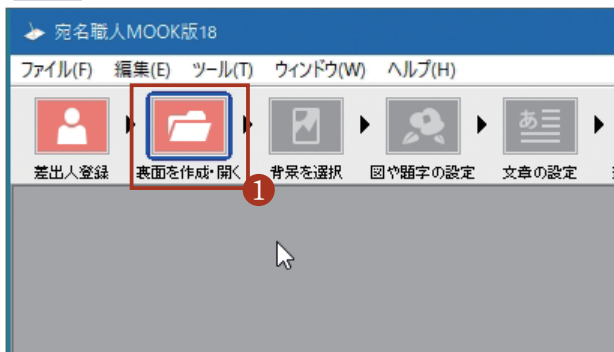 宛名職人MOOK版18
ファイル(F) 編集(E) ツール(T) ウィンドウ(W) ヘルプ(H)
あ
差出人登録 裏面を作成・開く 背景を選択 図や題字の設定 文章の設定
1